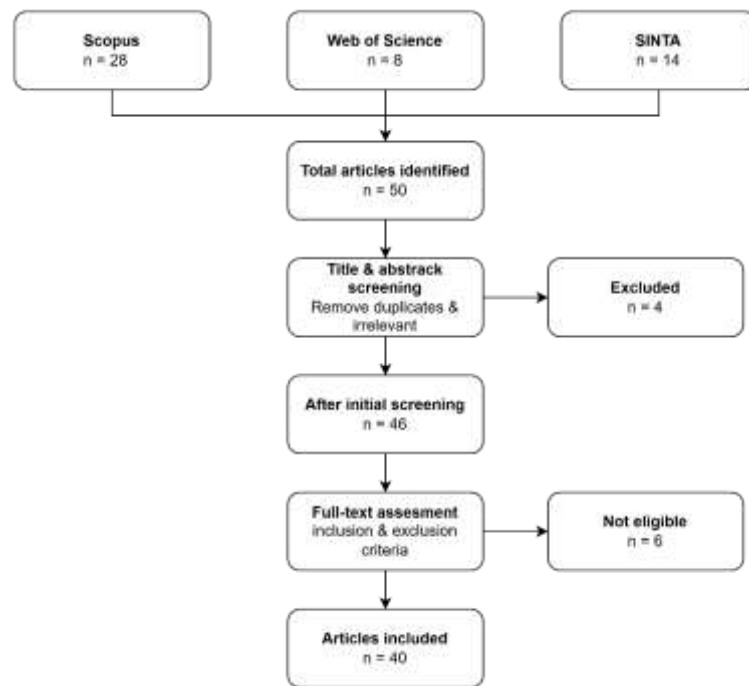 Scopus
n = 28
Web of Science
n = 8
SINTA
n = 14
Total articles identified
n = 50
Title & abstrack
screening
Remove duplicates &
irrelevant
Excluded
n = 4
After initial screening
n = 46
Full-text assesment
inclusion & exclusion
criteria
Not eligible
n = 6
Articles included
n = 40